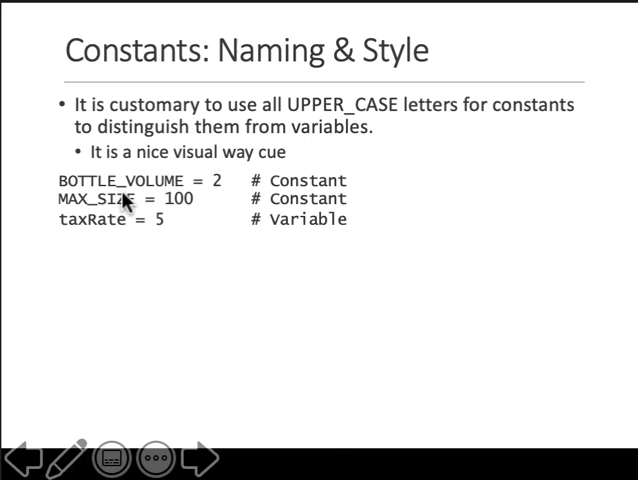 Constants: Naming & Style
• It is customary to use all UPPER_CASE letters for constants
to distinguish them from variables.
• It is a nice visual way cue
BOTTLE_VOLUME = 2 # Constant
MAX_SIZE = 100 # Constant
taxRate = 5 # Variable